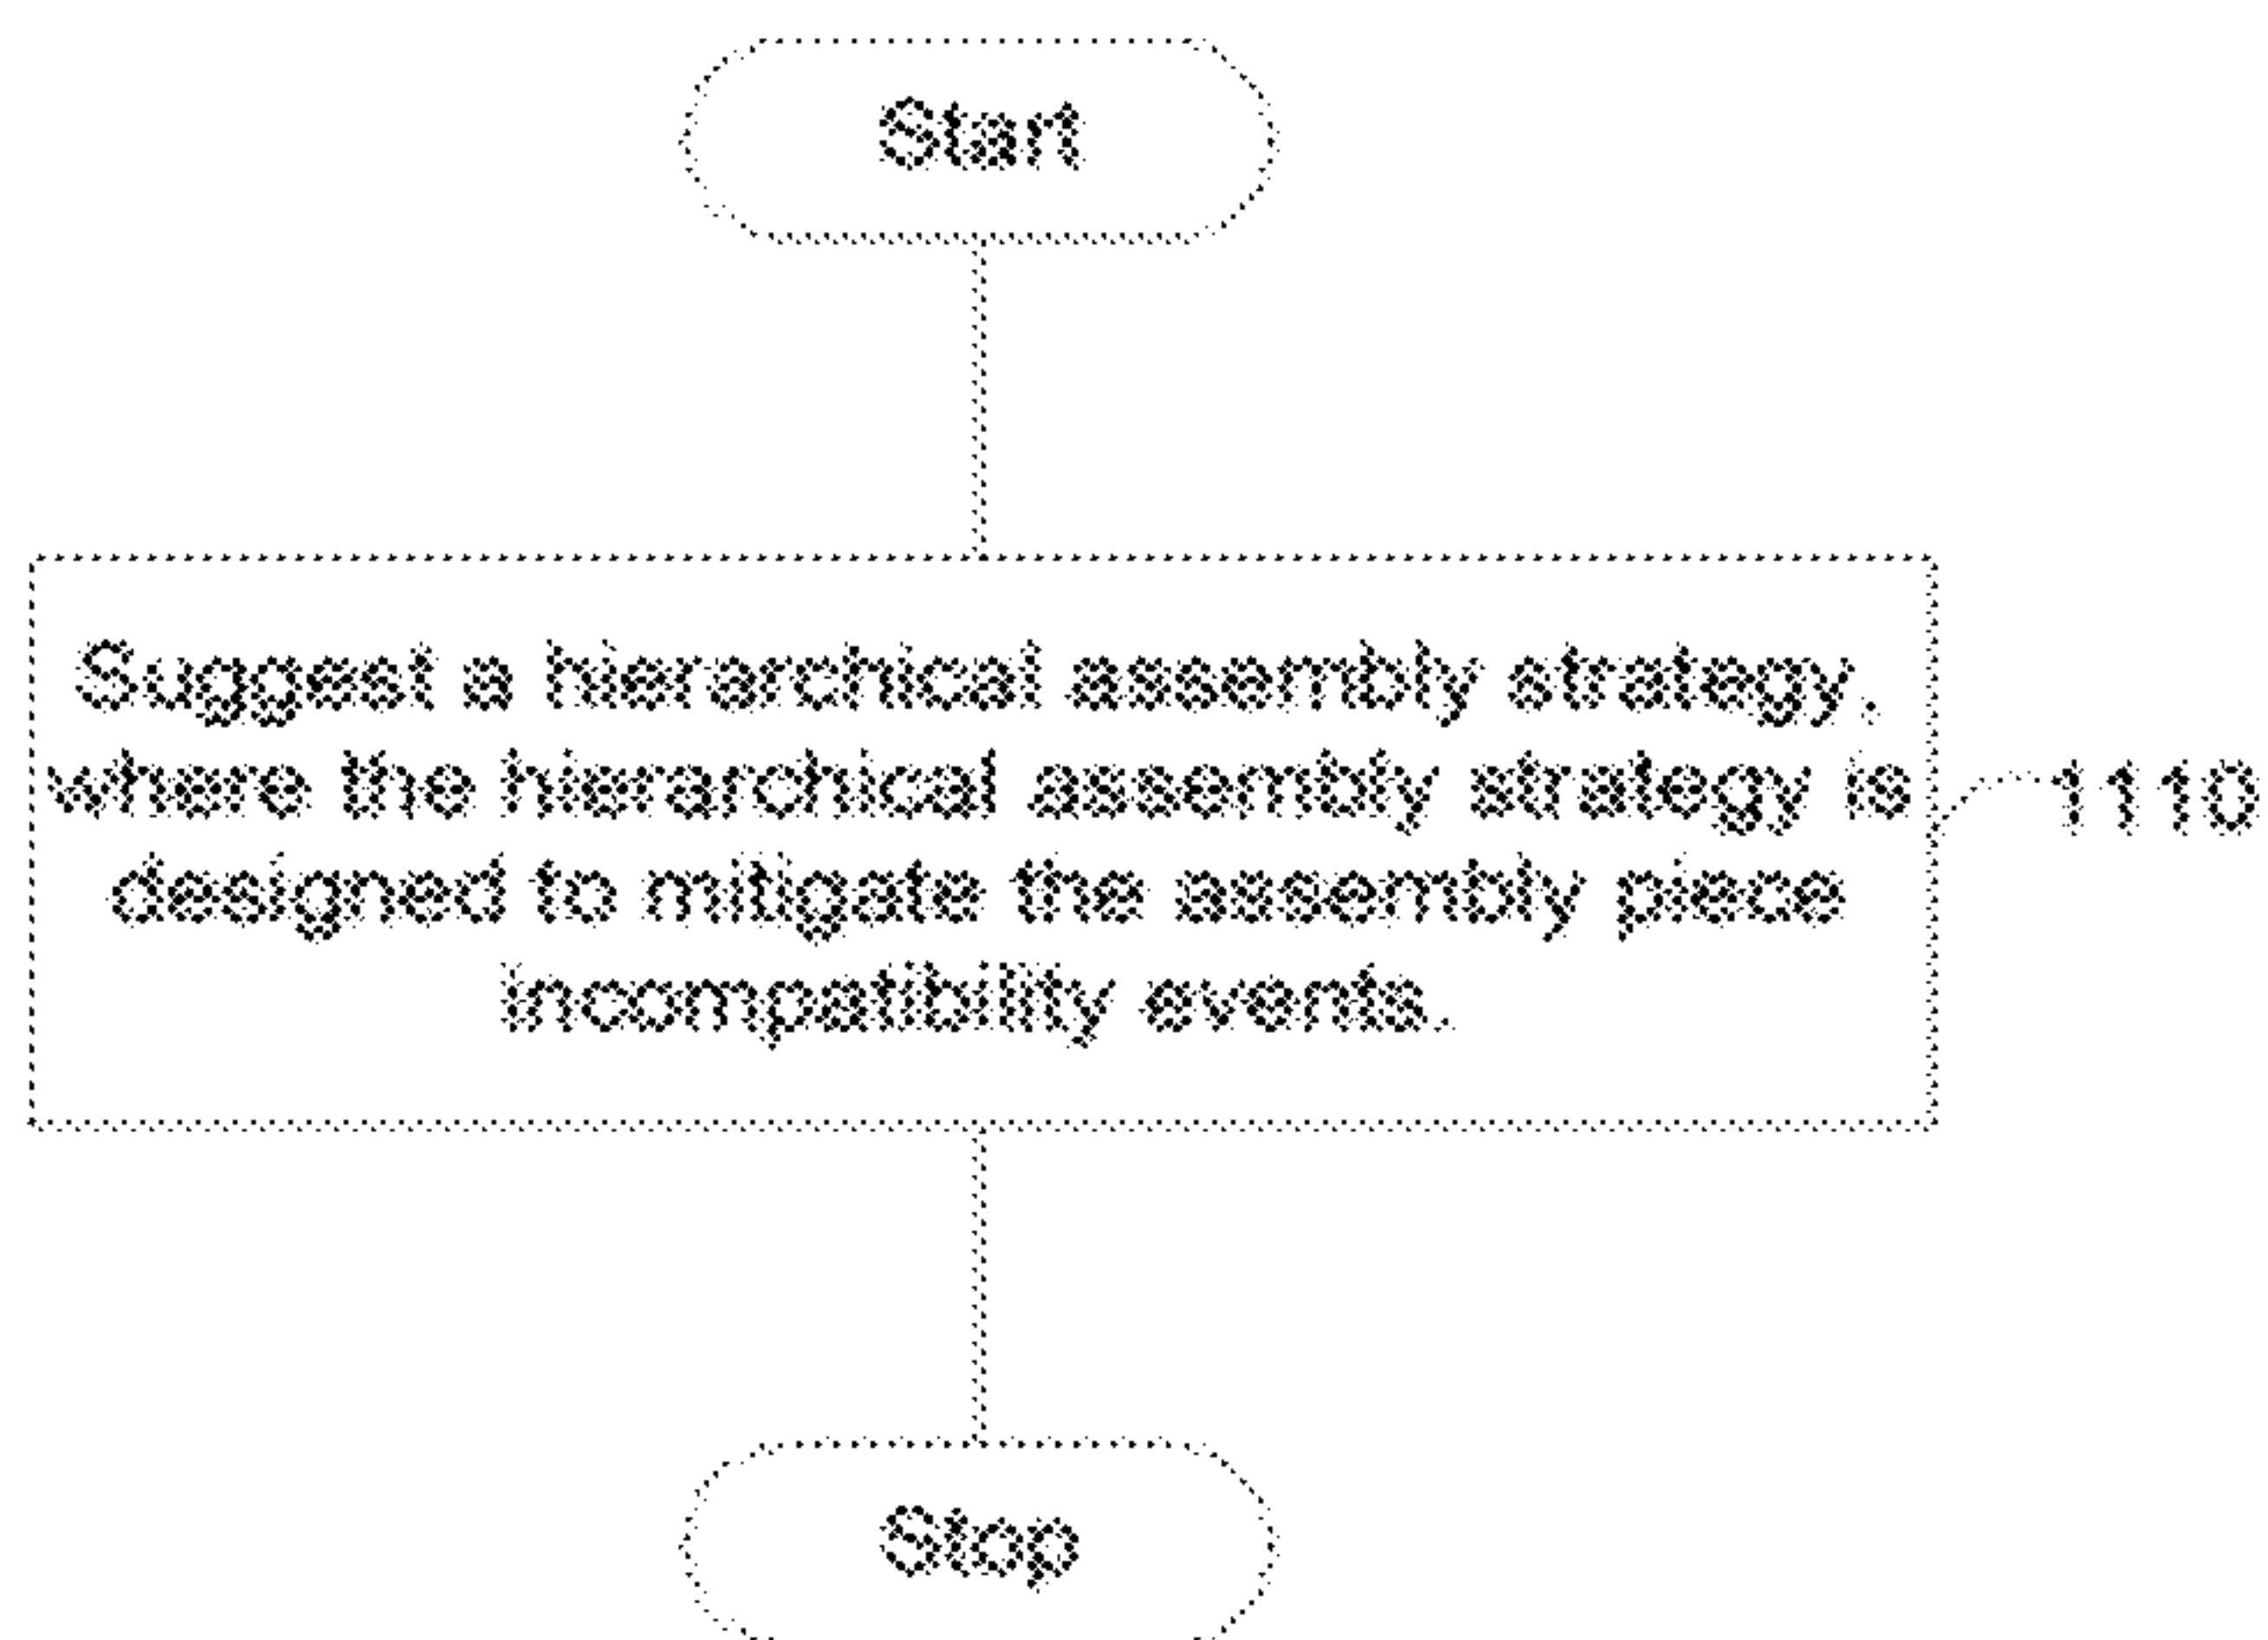 Start
Suggest a hierarchical assembly strategy,
where the hierarchical assembly strategy is
1110
designed to mitigate the assembly piece
incompatibility events.
Stop